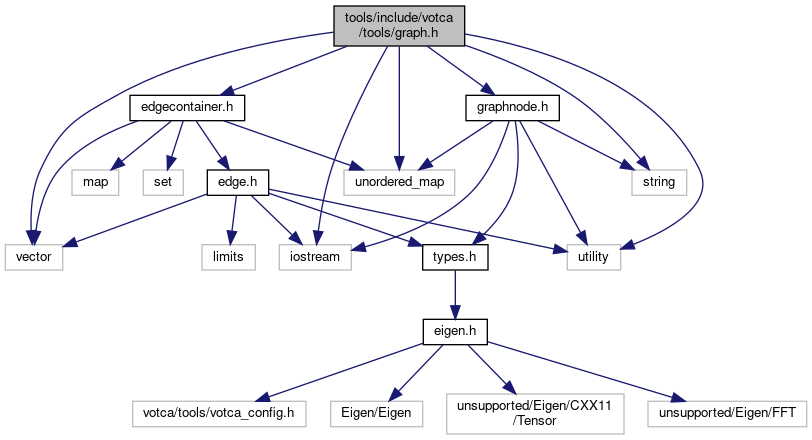 tools/include/votca
/tools/graph.h
edgecontainer.h
graphnode.h
map
set
edge.h
unordered_map
string
vector
limits
iostream
types.h
utility
eigen.h
votca/tools/votca_config.h
Eigen/Eigen
unsupported/Eigen/CXX11
/Tensor
unsupported/Eigen/FFT